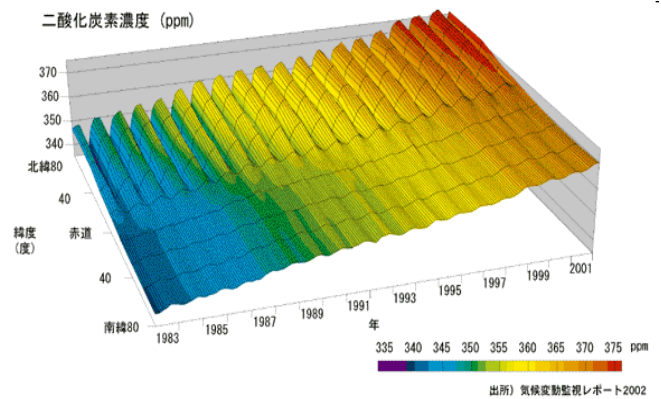 二酸化炭素濃度 (ppm)
370
360
350
340
北緯80
40
緯度
(度)
赤道
40
南緯80
1983
1985
1987
1989
1991
1993
1995
1997
1999
2001
年
335 340 345 350 355 360 365 370 375 ppm
出所）気候変動監視レポート2002